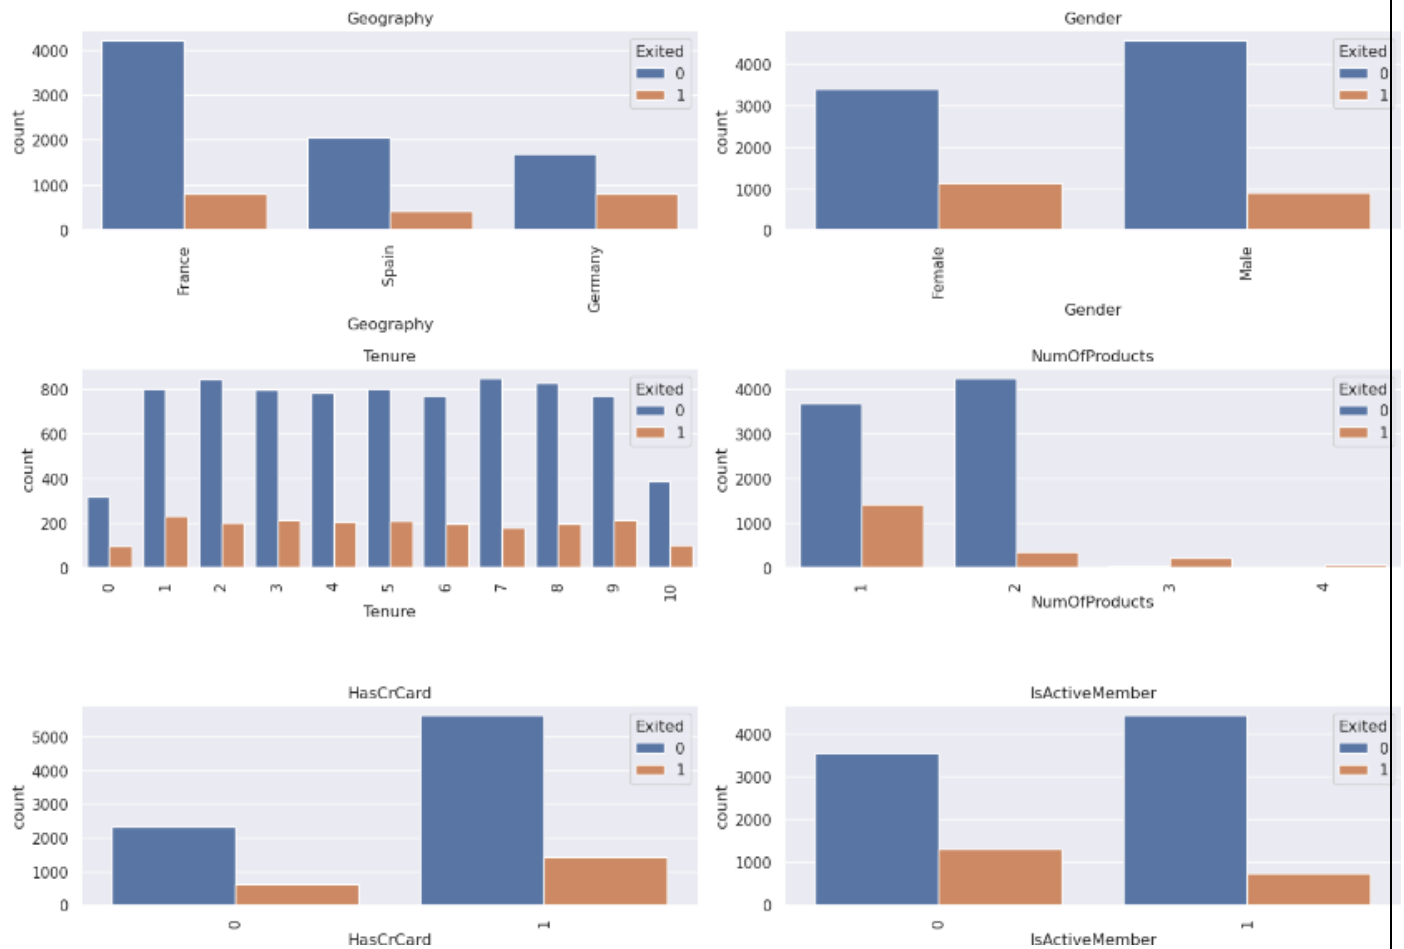 Geography
count
4000
3000
2000
1000
0
Exited
0
1
France
Spain
Germany
Geography
Gender
count
4000
3000
2000
1000
0
Exited
0
1
Female
Male
Gender
Tenure
count
800
600
400
200
0
Exited
0
1
0
1
2
3
4
5
6
7
8
9
10
Tenure
NumOfProducts
count
4000
3000
2000
1000
0
Exited
0
1
1
2
3
4
NumOfProducts
HasCrCard
count
5000
4000
3000
2000
1000
0
Exited
0
1
0
1
HasCrCard
IsActiveMember
count
4000
3000
2000
1000
0
Exited
0
1
0
1
IsActiveMember